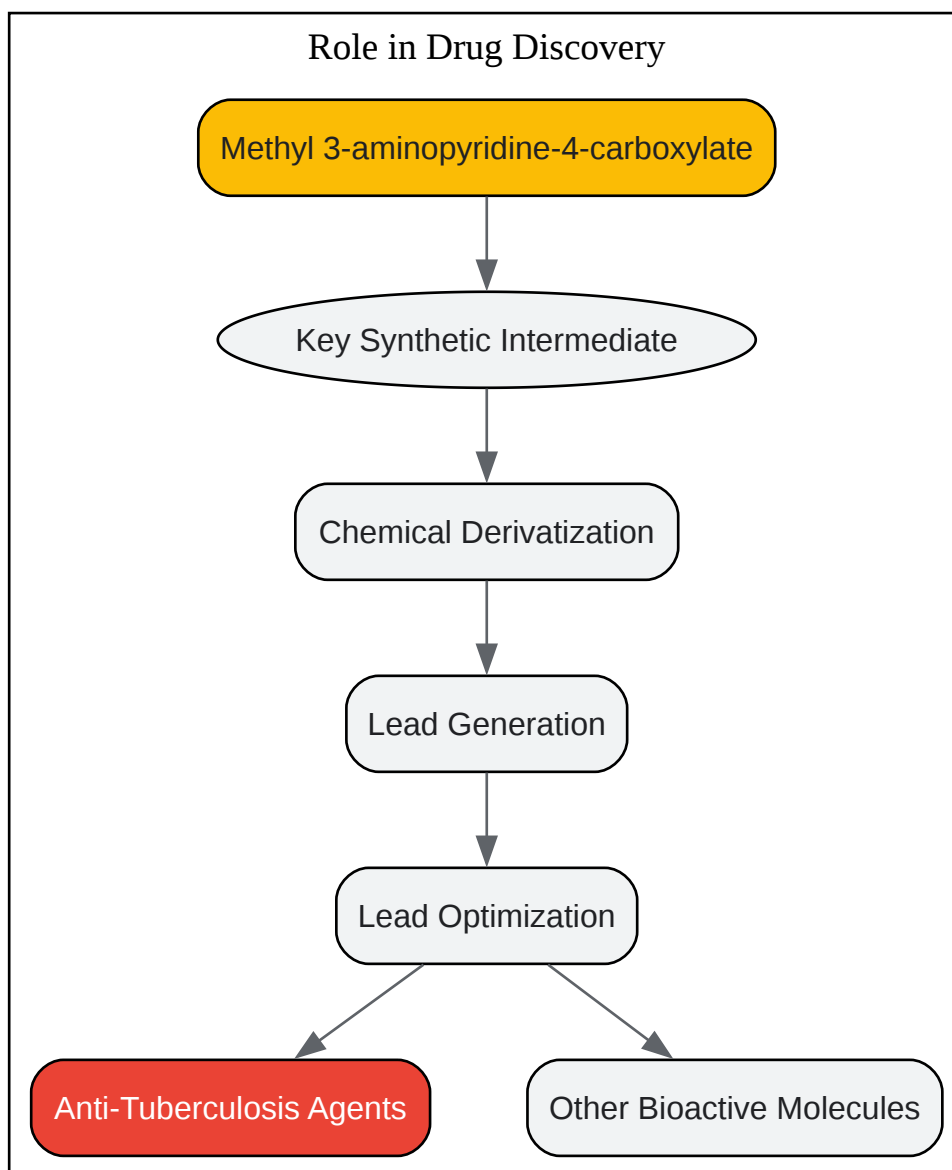 Role in Drug Discovery
Methyl 3-aminopyridine-4-carboxylate
Key Synthetic Intermediate
Chemical Derivatization
Lead Generation
Lead Optimization
Anti-Tuberculosis Agents
Other Bioactive Molecules